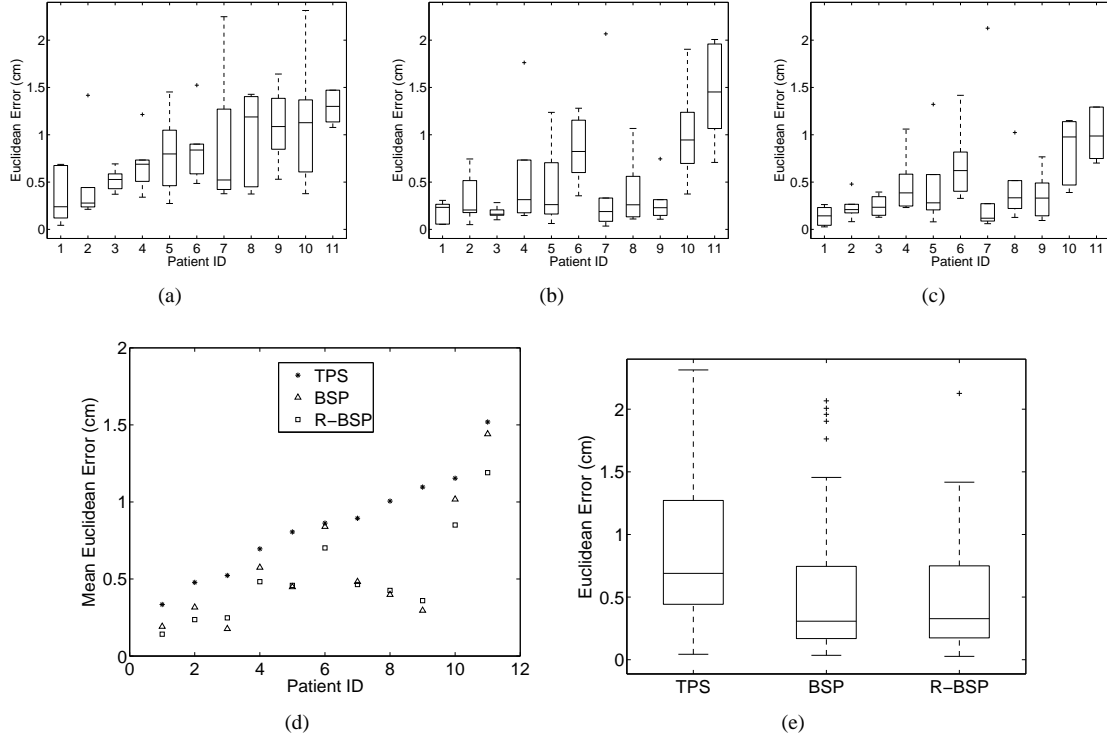 2
1.5
1
0.5
0
Euclidean Error (cm)
1 2 3 4 5 6 7 8 9 10 11
Patient ID
(a)
2
1.5
1
0.5
0
Euclidean Error (cm)
1 2 3 4 5 6 7 8 9 10 11
Patient ID
(b)
2
1.5
1
0.5
0
Euclidean Error (cm)
1 2 3 4 5 6 7 8 9 10 11
Patient ID
(c)
2
1.5
1
0.5
0
Mean Euclidean Error (cm)
TPS
BSP
R−BSP
0 2 4 6 8 10 12
Patient ID
(d)
2
1.5
1
0.5
0
Euclidean Error (cm)
TPS BSP R−BSP
(e)